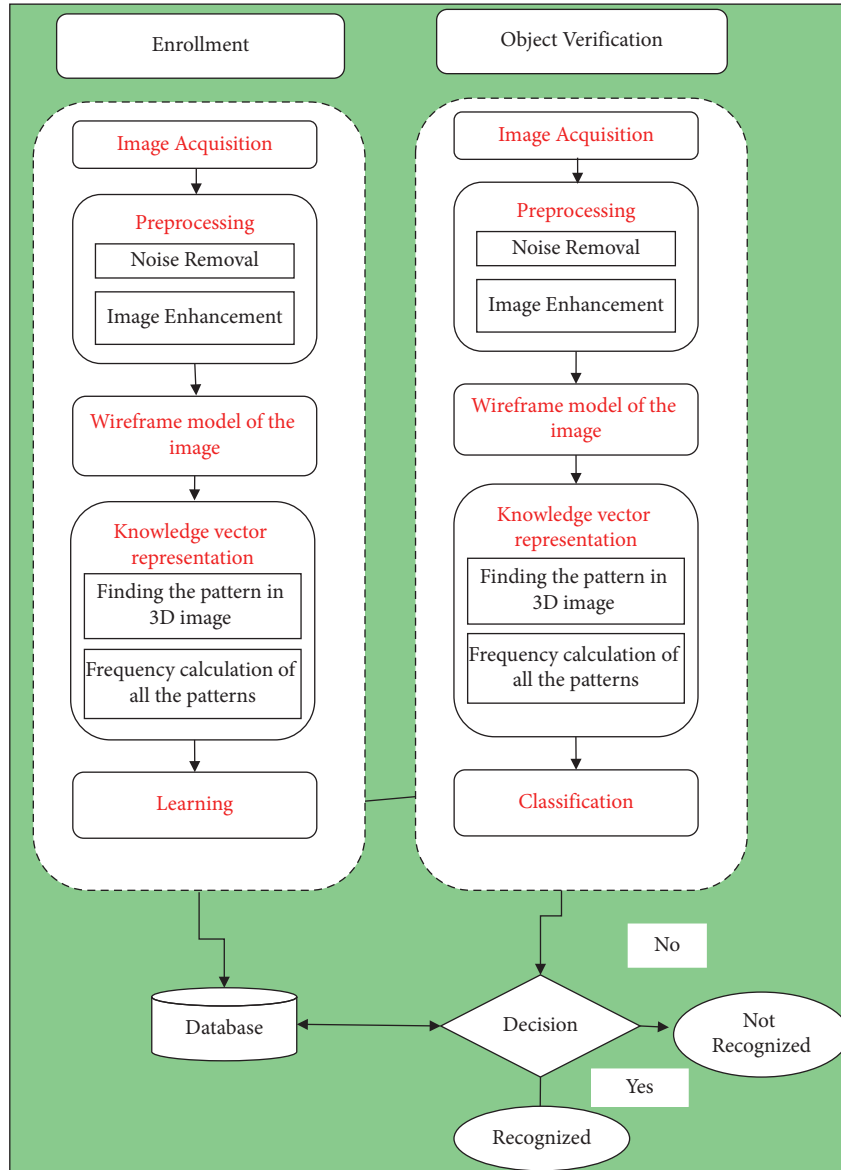 Enrollment
Image Acquisition
Preprocessing
Noise Removal
Image Enhancement
Wireframe model of the
image
Knowledge vector
representation
Finding the pattern in
3D image
Frequency calculation of
all the patterns
Learning
Object Verification
Image Acquisition
Preprocessing
Noise Removal
Image Enhancement
Wireframe model of the
image
Knowledge vector
representation
Finding the pattern in
3D image
Frequency calculation of
all the patterns
Classification
Database
Decision
No
Not
Recognized
Yes
Recognized